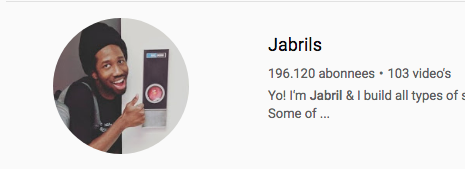 Jabrils
196.120 abonnees • 103 video's
Yo! I'm Jabril & I build all types of
Some of ...